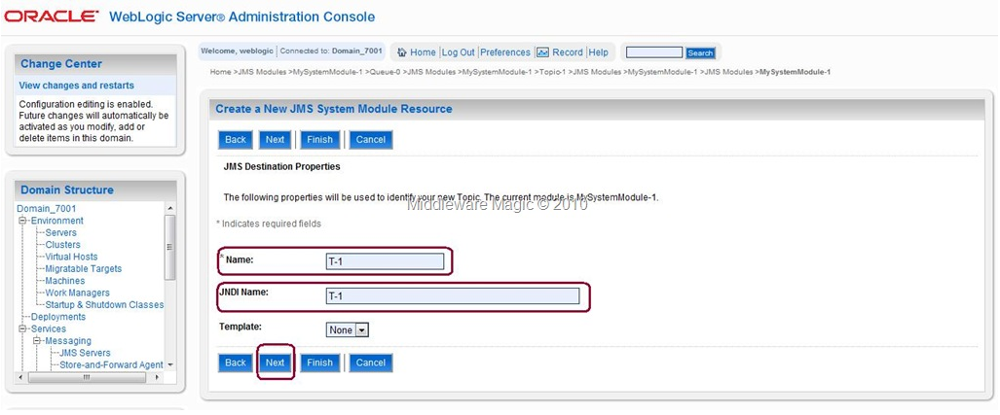 ORACLE® WebLogic Server® Administration Console
Change Center
View changes and restarts
Configuration editing is enabled.
Future changes will automatically be
activated as you modify, add or
delete items in this domain.
Domain Structure
Domain_7001
Environment
Servers
Clusters
Virtual Hosts
Migratable Targets
Machines
Work Managers
Startup & Shutdown Classes
Deployments
Services
Messaging
JMS Servers
Store-and-Forward Agent
Welcome, weblogic Connected to: Domain_7001 Home Log Out Preferences Record Help Search
Home >JMS Modules >MySystemModule-1 >Queue-0 >JMS Modules >MySystemModule-1 >Topic-1 >JMS Modules >MySystemModule-1 >JMS Modules >MySystemModule-1
Create a New JMS System Module Resource
Back Next Finish Cancel
JMS Destination Properties
The following properties will be used to identify your new Topic. The current module is MySystemModule-1.
Middleware Magic © 2010
* Indicates required fields
* Name: T-1
JNDI Name: T-1
Template: None
Back Next Finish Cancel